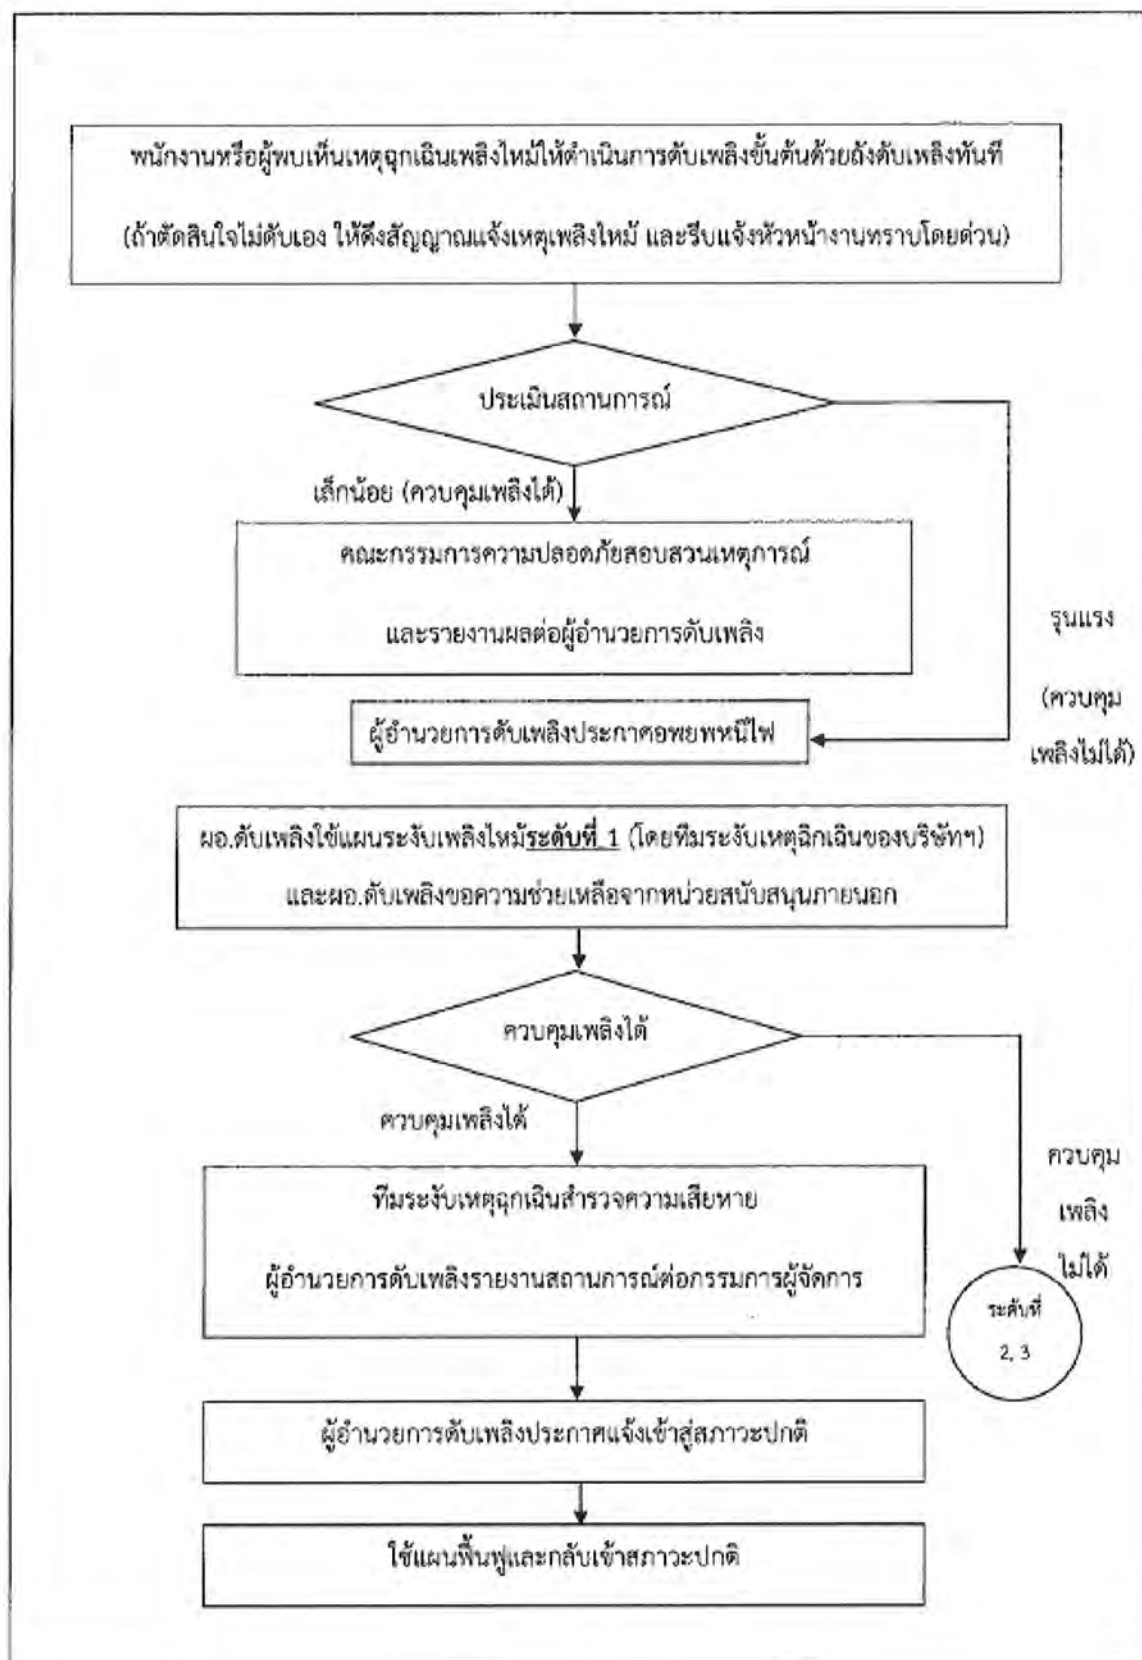 พนักงานหรือผู้พบเห็นเหตุฉุกเฉินเพลิงไหม้ให้ดำเนินการดับเพลิงขั้นต้นด้วยถังดับเพลิงทันที
(ถ้าตัดสินใจไม่ดับเอง ให้ดึงสัญญาณแจ้งเหตุเพลิงไหม้ และรีบแจ้งหัวหน้างานทราบโดยด่วน)
ประเมินสถานการณ์
เล็กน้อย (ควบคุมเพลิงได้)
คณะกรรมการความปลอดภัยสอบสวนเหตุการณ์
และรายงานผลต่อผู้อำนวยการดับเพลิง
รุนแรง
(ควบคุม
เพลิงไม่ได้)
ผู้อำนวยการดับเพลิงประกาศอพยพหนีไฟ
ผอ.ดับเพลิงใช้แผนระงับเพลิงไหม้ระดับที่ 1 (โดยทีมระงับเหตุฉิกเฉินของบริษัทฯ)
และผอ.ดับเพลิงขอความช่วยเหลือจากหน่วยสนับสนุนภายนอก
ควบคุมเพลิงได้
ควบคุมเพลิงได้
ควบคุม
เพลิง
ไม่ได้
ทีมระงับเหตุฉุกเฉินสำรวจความเสียหาย
ผู้อำนวยการดับเพลิงรายงานสถานการณ์ต่อกรรมการผู้จัดการ
ระดับที่
2, 3
ผู้อำนวยการดับเพลิงประกาศแจ้งเข้าสู่สภาวะปกติ
ใช้แผนฟื้นฟูและกลับเข้าสภาวะปกติ